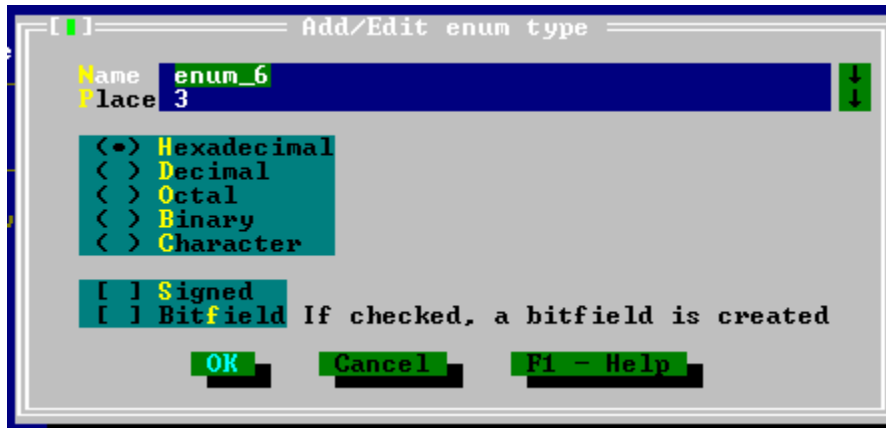 [ ] Add/Edit enum type
Name enum_6 ↓
Place 3 ↓
(•) Hexadecimal
( ) Decimal
( ) Octal
( ) Binary
( ) Character
[ ] Signed
[ ] Bitfield If checked, a bitfield is created
OK Cancel F1 - Help